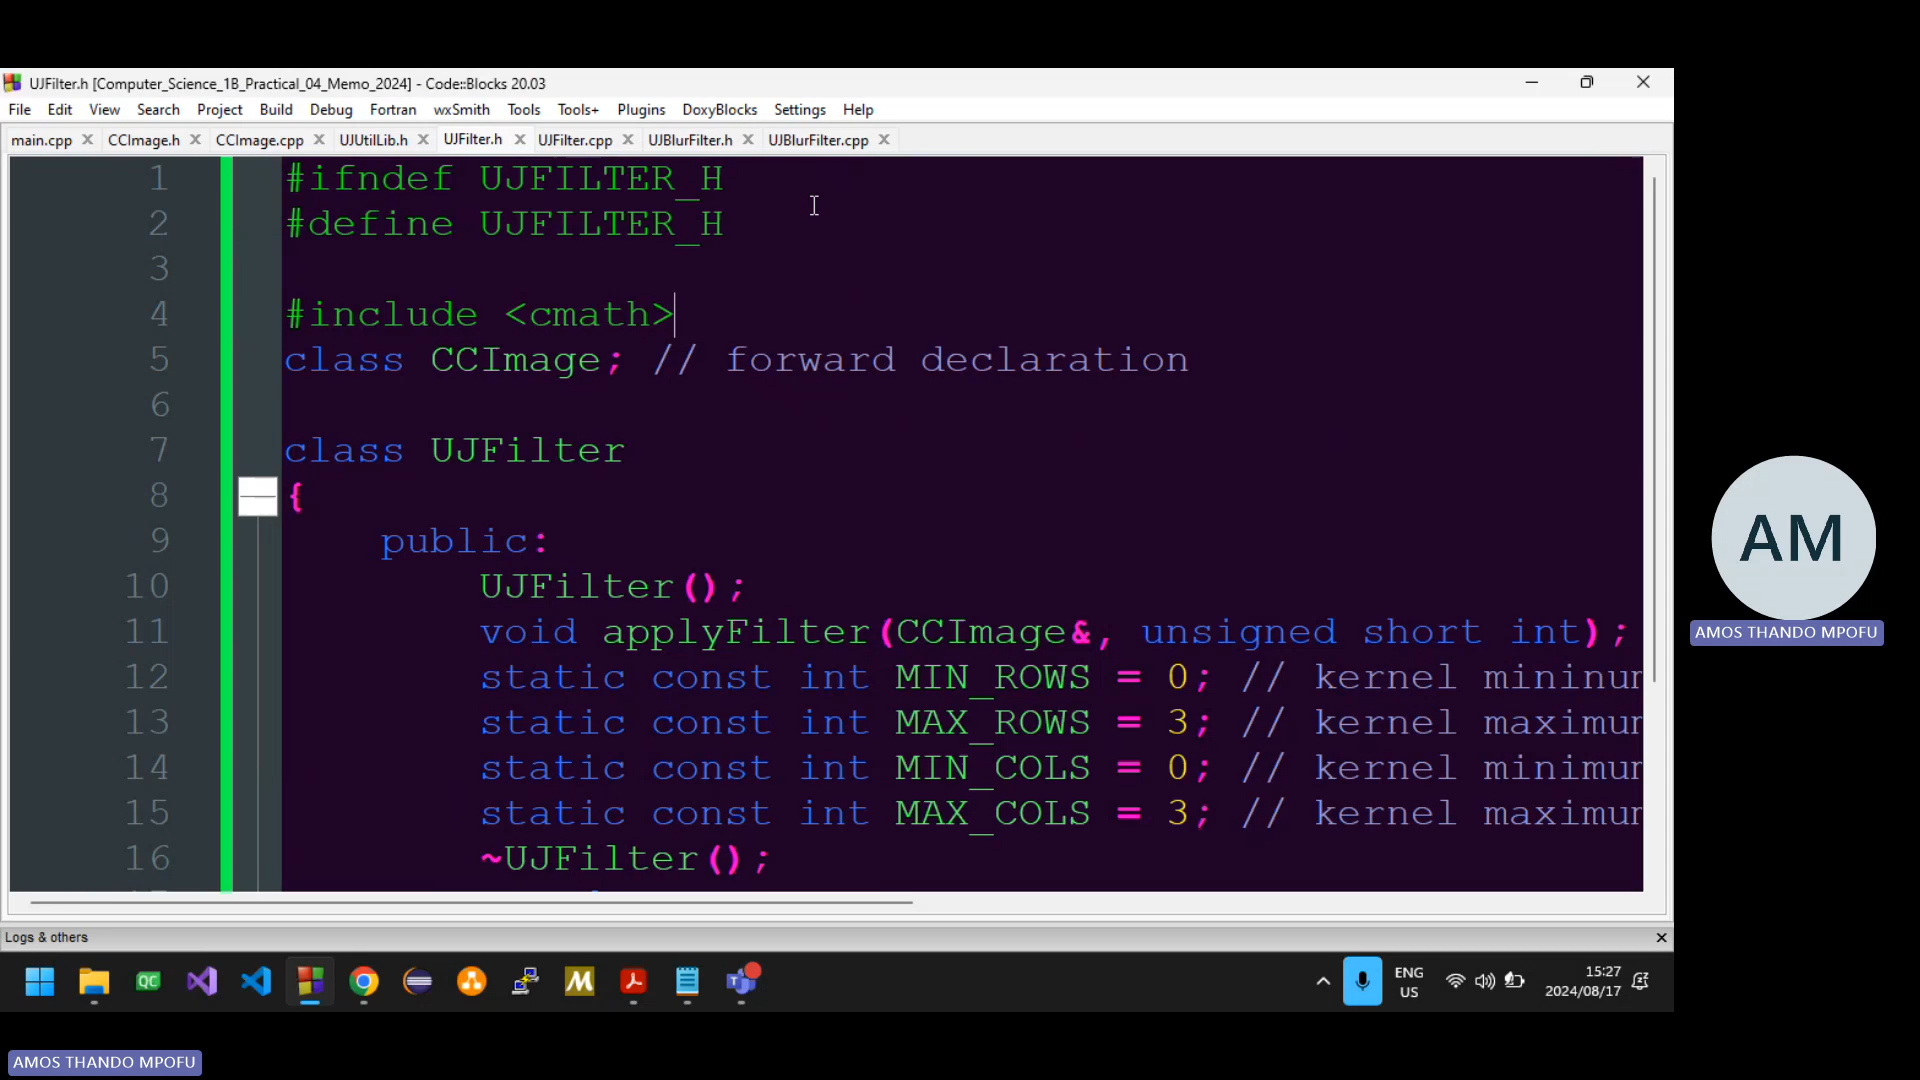 UJFilter.h [Computer_Science_1B_Practical_04_Memo_2024] - Code::Blocks 20.03
File Edit View Search Project Build Debug Fortran wxSmith Tools Tools+ Plugins DoxyBlocks Settings Help
main.cpp CCImage.h CCImage.cpp UJUtilLib.h UJFilter.h UJFilter.cpp UJBlurFilter.h UJBlurFilter.cpp
1 #ifndef UJFILTER_H
2 #define UJFILTER_H
3
4 #include <cmath>
5 class CCImage; // forward declaration
6
7 class UJFilter
8 {
9 public:
10 UJFilter();
11 void applyFilter(CCImage&, unsigned short int);
12 static const int MIN_ROWS = 0; // kernel mininum
13 static const int MAX_ROWS = 3; // kernel maximum
14 static const int MIN_COLS = 0; // kernel minimum
15 static const int MAX_COLS = 3; // kernel maximum
16 ~UJFilter();
Logs & others
QC
M
ENG
US
15:27
2024/08/17
AM
AMOS THANDO MPOFU
AMOS THANDO MPOFU